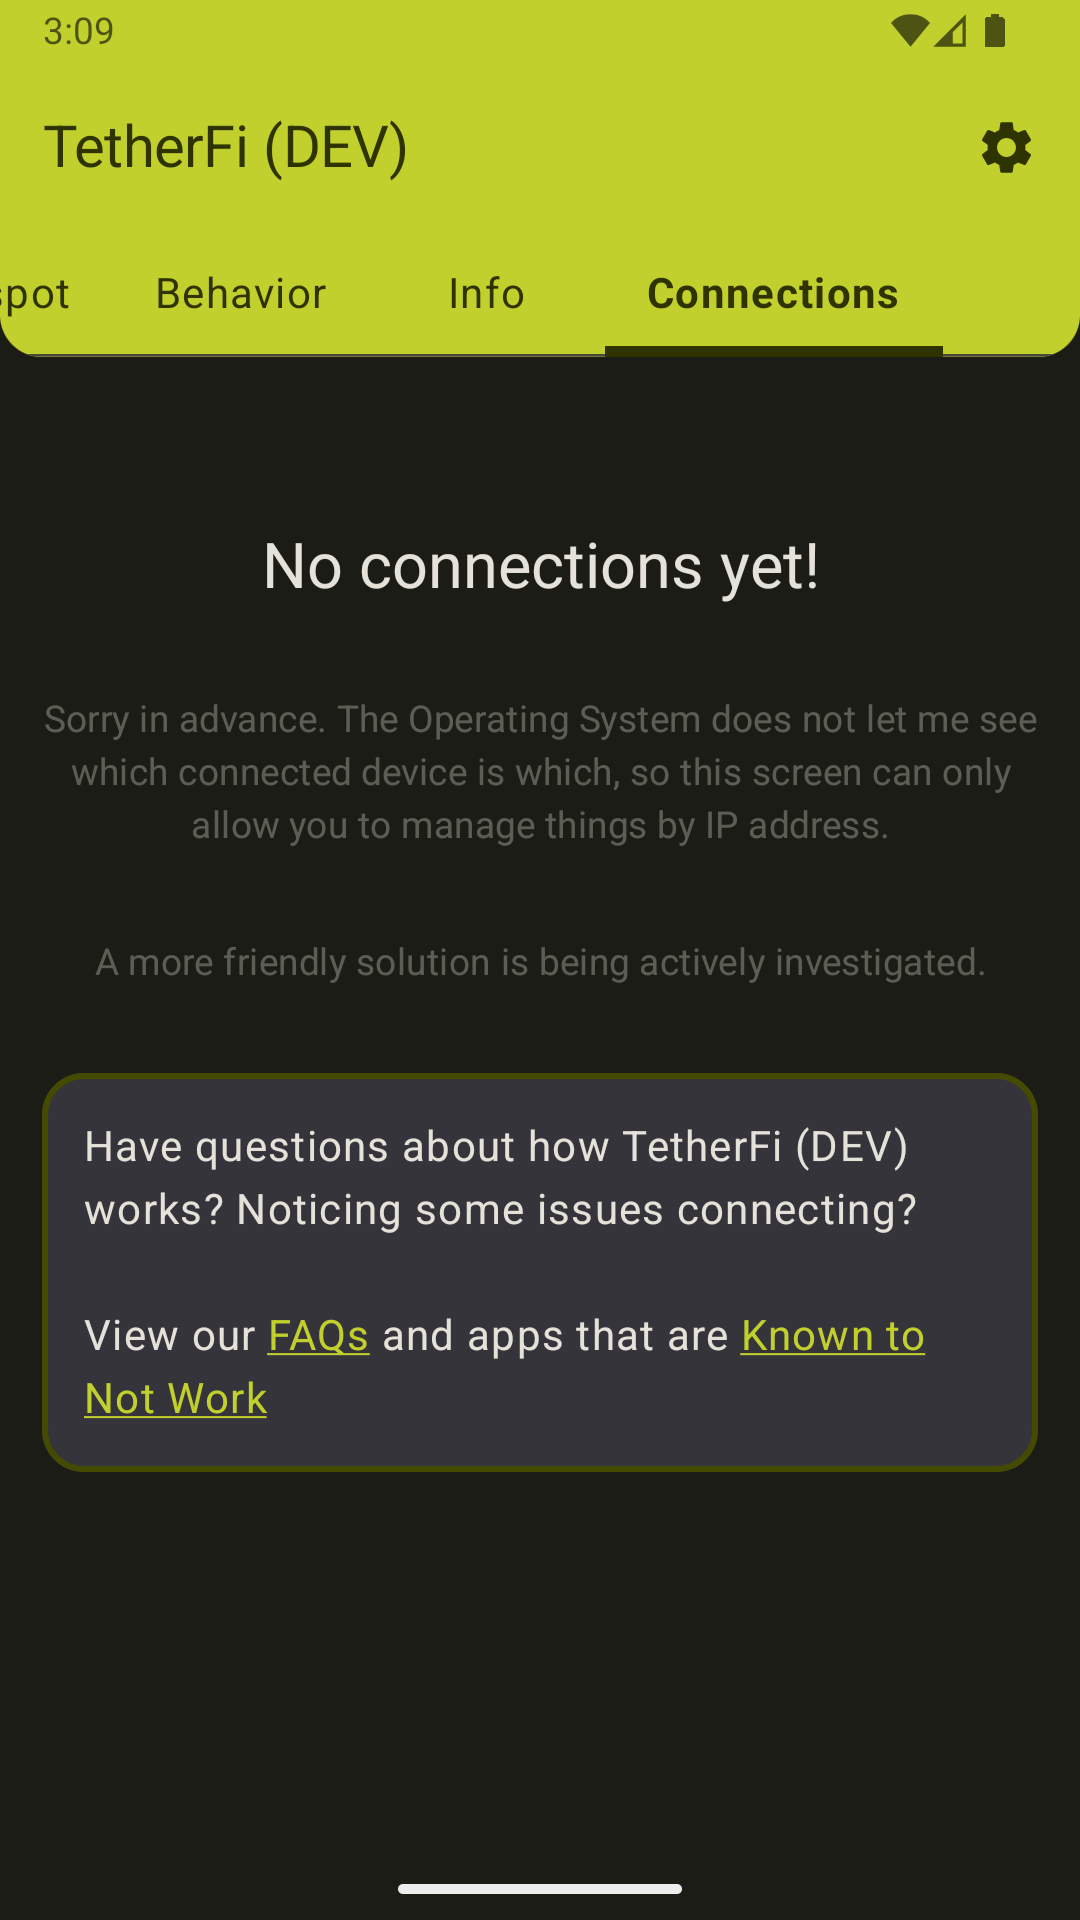 3:09
TetherFi (DEV)
spot Behavior Info Connections
No connections yet!
Sorry in advance. The Operating System does not let me see
which connected device is which, so this screen can only
allow you to manage things by IP address.
A more friendly solution is being actively investigated.
Have questions about how TetherFi (DEV)
works? Noticing some issues connecting?
View our FAQs and apps that are Known to
Not Work